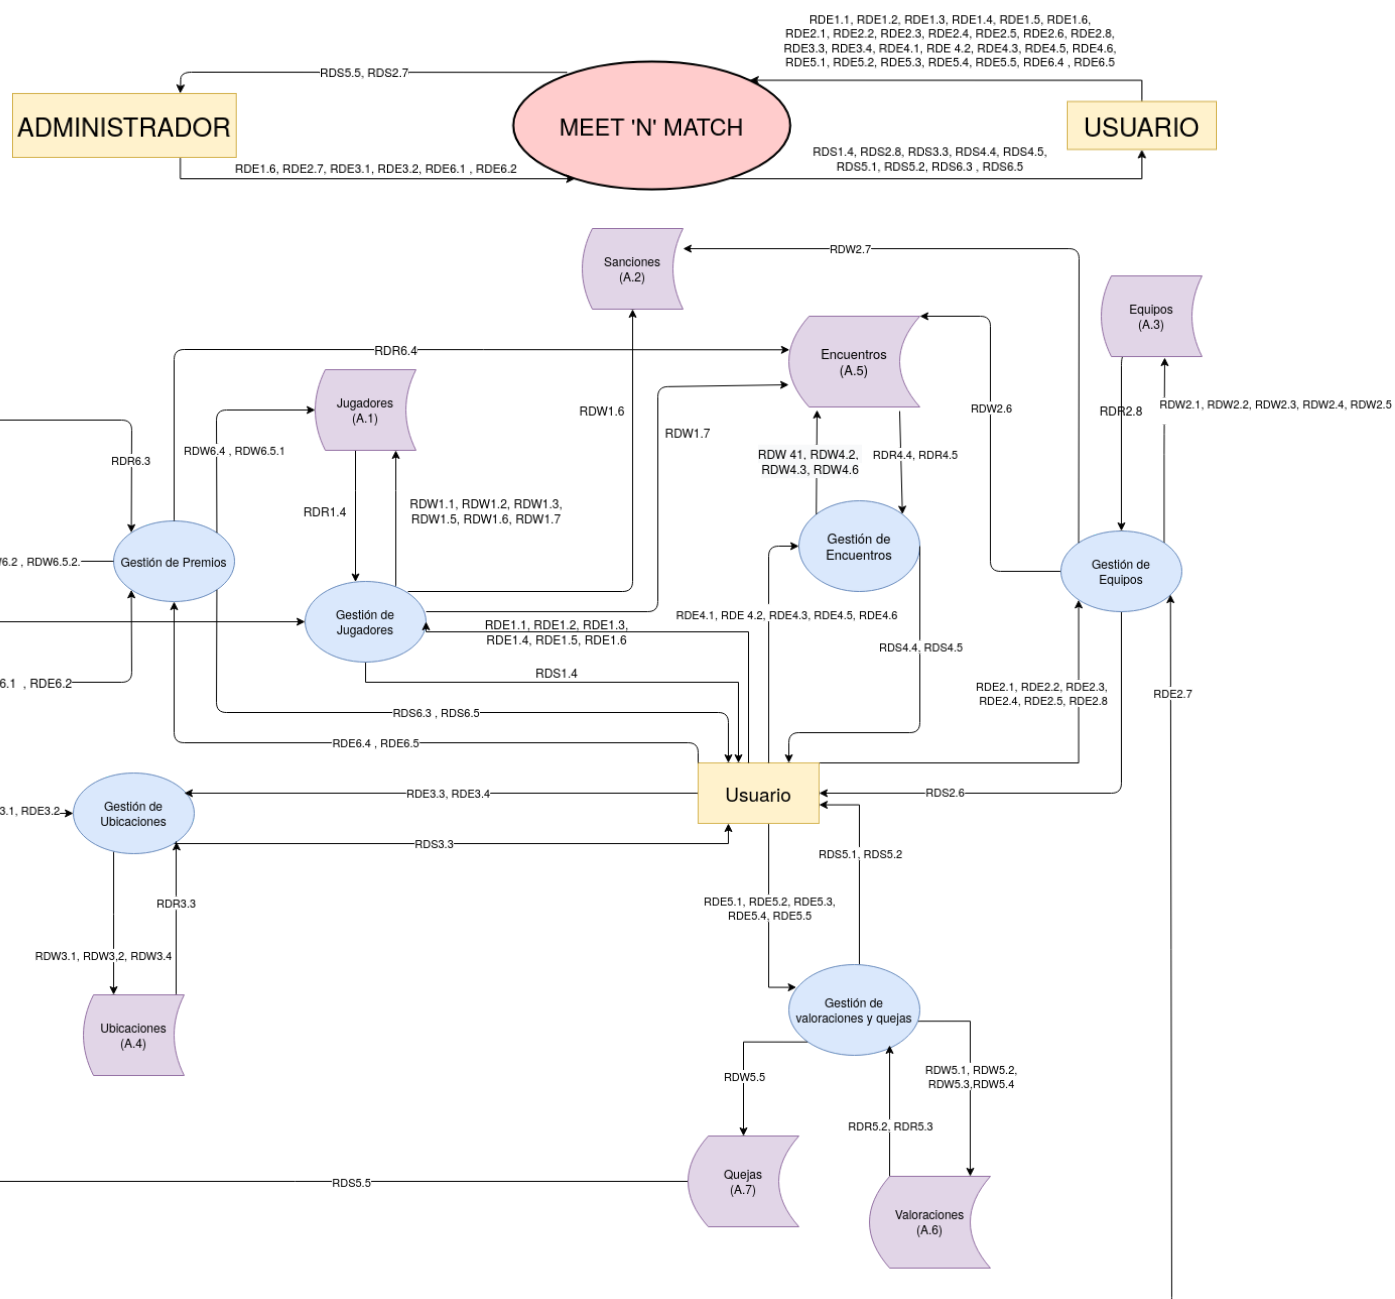 RDE1.1, RDE1.2, RDE1.3, RDE1.4, RDE1.5, RDE1.6,
RDE2.1, RDE2.2, RDE2.3, RDE2.4, RDE2.5, RDE2.6, RDE2.8,
RDE3.3, RDE3.4, RDE4.1, RDE 4.2, RDE4.3, RDE4.5, RDE4.6,
RDE5.1, RDE5.2, RDE5.3, RDE5.4, RDE5.5, RDE6.4 , RDE6.5
RDS5.5, RDS2.7
ADMINISTRADOR
MEET 'N' MATCH
USUARIO
RDE1.6, RDE2.7, RDE3.1, RDE3.2, RDE6.1 , RDE6.2
RDS1.4, RDS2.8, RDS3.3, RDS4.4, RDS4.5,
RDS5.1, RDS5.2, RDS6.3 , RDS6.5
Sanciones
(A.2)
RDW2.7
Equipos
(A.3)
RDR6.4
Encuentros
(A.5)
Jugadores
(A.1)
RDW1.6
RDW1.7
RDW2.6
RDR2.8
RDW2.1, RDW2.2, RDW2.3, RDW2.4, RDW2.5
RDR6.3
RDW6.4 , RDW6.5.1
RDW 41, RDW4.2,
RDW4.3, RDW4.6
RDR4.4, RDR4.5
RDR1.4
RDW1.1, RDW1.2, RDW1.3,
RDW1.5, RDW1.6, RDW1.7
6.2 , RDW6.5.2.
Gestión de Premios
Gestión de
Encuentros
Gestión de
Equipos
Gestión de
Jugadores
RDE1.1, RDE1.2, RDE1.3,
RDE1.4, RDE1.5, RDE1.6
RDE4.1, RDE 4.2, RDE4.3, RDE4.5, RDE4.6
RDS4.4, RDS4.5
RDS1.4
6.1 , RDE6.2
RDE2.1, RDE2.2, RDE2.3,
RDE2.4, RDE2.5, RDE2.8
RDE2.7
RDS6.3 , RDS6.5
RDE6.4 , RDE6.5
Gestión de
Ubicaciones
3.1, RDE3.2
RDE3.3, RDE3.4
Usuario
RDS2.6
RDS3.3
RDS5.1, RDS5.2
RDR3.3
RDE5.1, RDE5.2, RDE5.3,
RDE5.4, RDE5.5
RDW3.1, RDW3.2, RDW3.4
Gestión de
valoraciones y quejas
Ubicaciones
(A.4)
RDW5.5
RDW5.1, RDW5.2,
RDW5.3,RDW5.4
RDR5.2, RDR5.3
RDS5.5
Quejas
(A.7)
Valoraciones
(A.6)